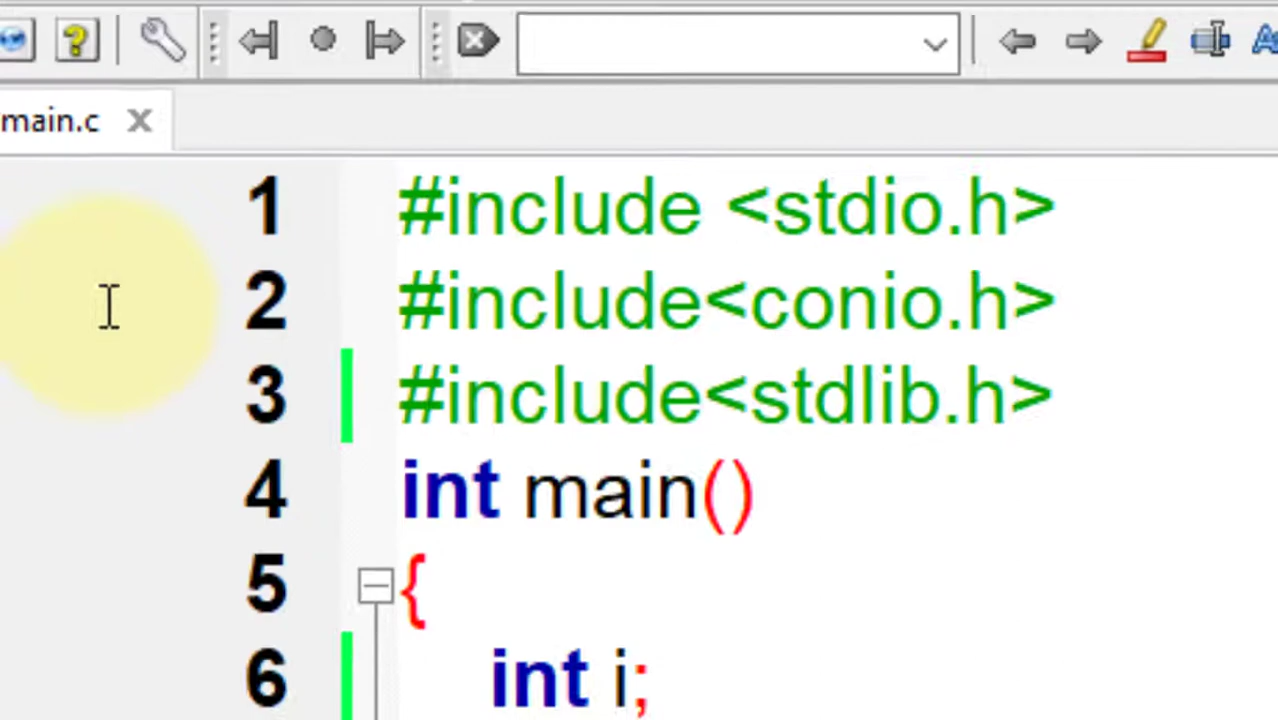 main.c
1 #include <stdio.h>
2 #include<conio.h>
3 #include<stdlib.h>
4 int main()
5 {
6 int i;